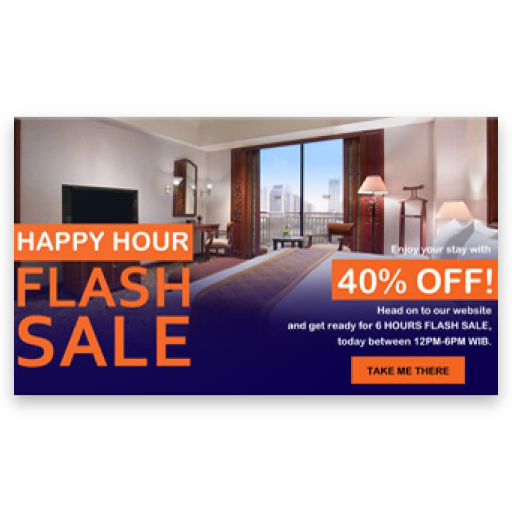 HAPPY HOUR
FLASH
SALE
Enjoy your stay with
40% OFF!
Head on to our website
and get ready for 6 HOURS FLASH SALE,
today between 12PM-6PM WIB.
TAKE ME THERE